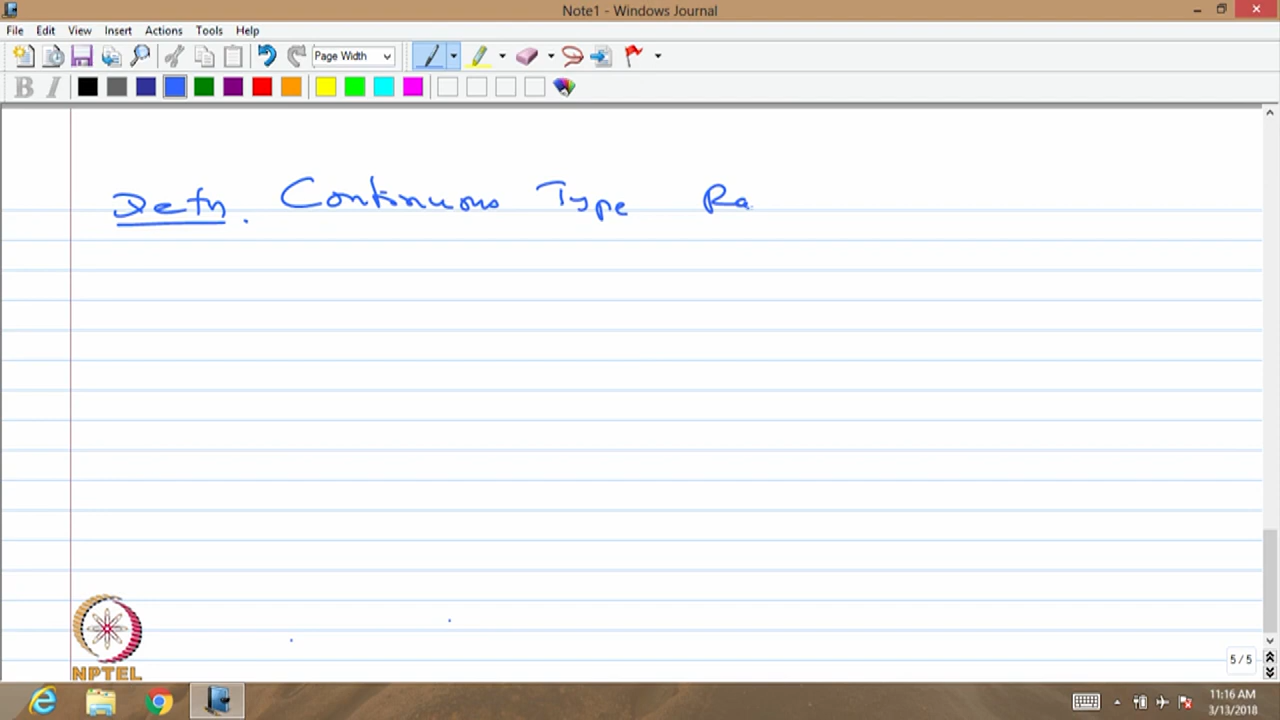 Note1 - Windows Journal
File Edit View Insert Actions Tools Help
Page Width
B I
Defn. Continuous Type Ra
NPTEL
5 / 5
11:16 AM
3/13/2018